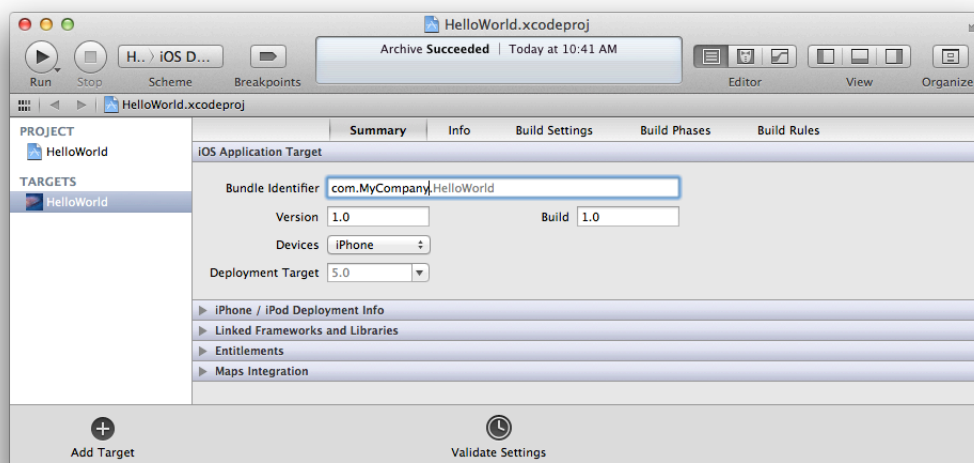 HelloWorld.xcodeproj
H.. › iOS D...
Archive Succeeded | Today at 10:41 AM
Run Stop Scheme Breakpoints Editor View Organize
HelloWorld.xcodeproj
PROJECT
HelloWorld
TARGETS
HelloWorld
Summary Info Build Settings Build Phases Build Rules
iOS Application Target
Bundle Identifier com.MyCompany.HelloWorld
Version 1.0 Build 1.0
Devices iPhone
Deployment Target 5.0
iPhone / iPod Deployment Info
Linked Frameworks and Libraries
Entitlements
Maps Integration
Add Target Validate Settings